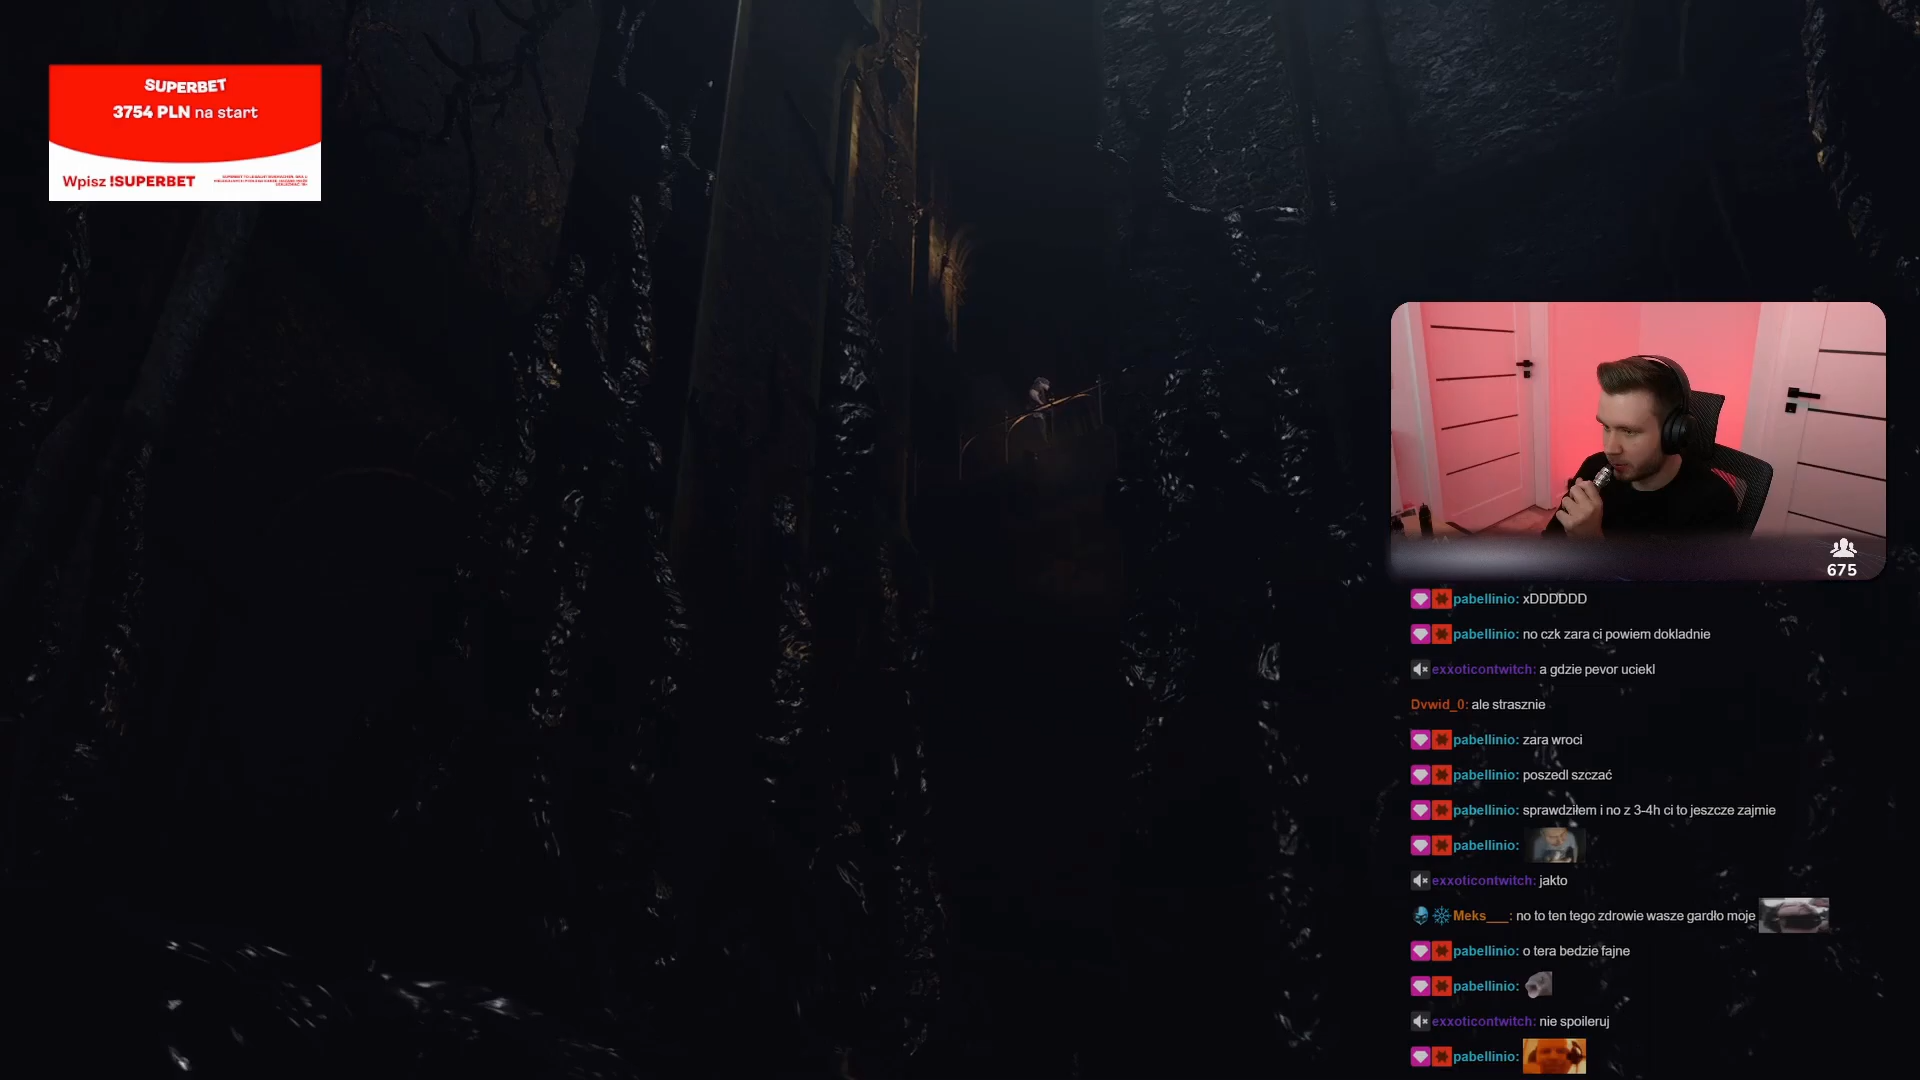 SUPERBET
3754 PLN na start
Wpisz !SUPERBET
675
pabellinio: xDDDDDD
pabellinio: no czk zara ci powiem dokladnie
exxoticontwitch: a gdzie pevor uciekl
Dvwid_0: ale strasznie
pabellinio: zara wroci
pabellinio: poszedl szczać
pabellinio: sprawdziłem i no z 3-4h ci to jeszcze zajmie
pabellinio:
exxoticontwitch: jakto
Meks___: no to ten tego zdrowie wasze gardło moje
pabellinio: o tera bedzie fajne
pabellinio:
exxoticontwitch: nie spoileruj
pabellinio: